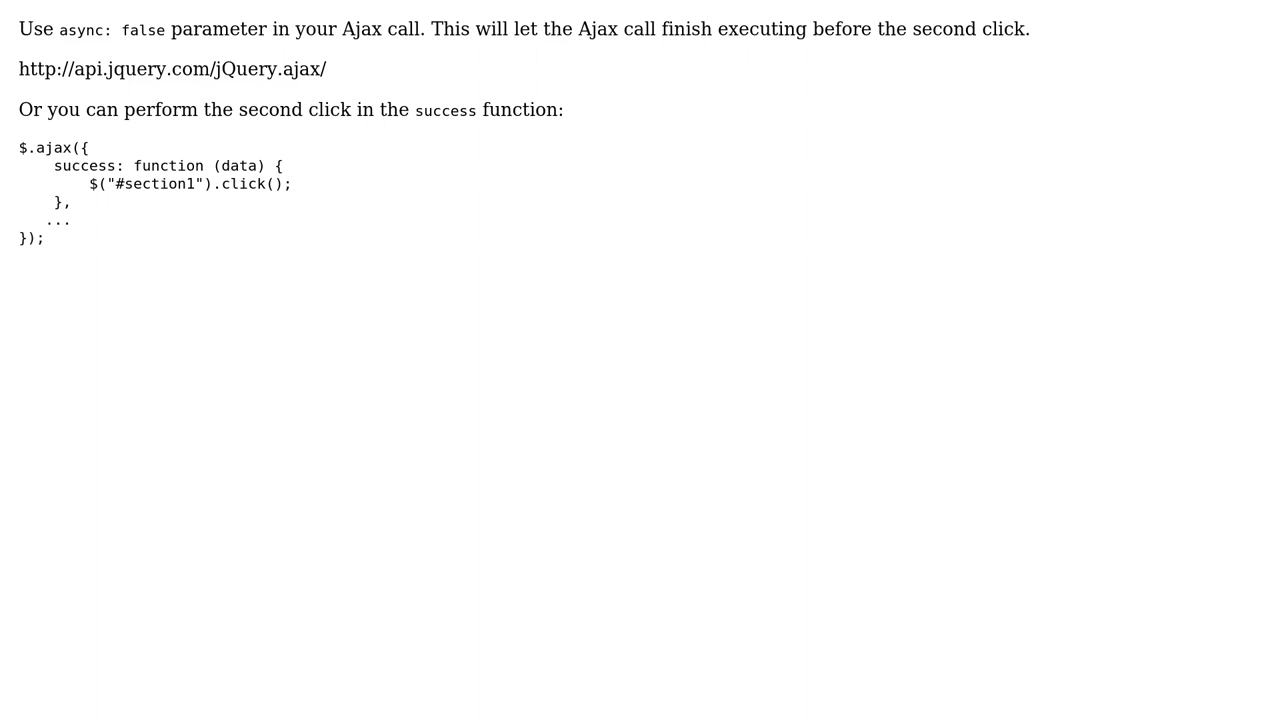 Use async: false parameter in your Ajax call. This will let the Ajax call finish executing before the second click.
http://api.jquery.com/jQuery.ajax/
Or you can perform the second click in the success function:
$.ajax({
    success: function (data) {
        $("#section1").click();
    },
   ...
});